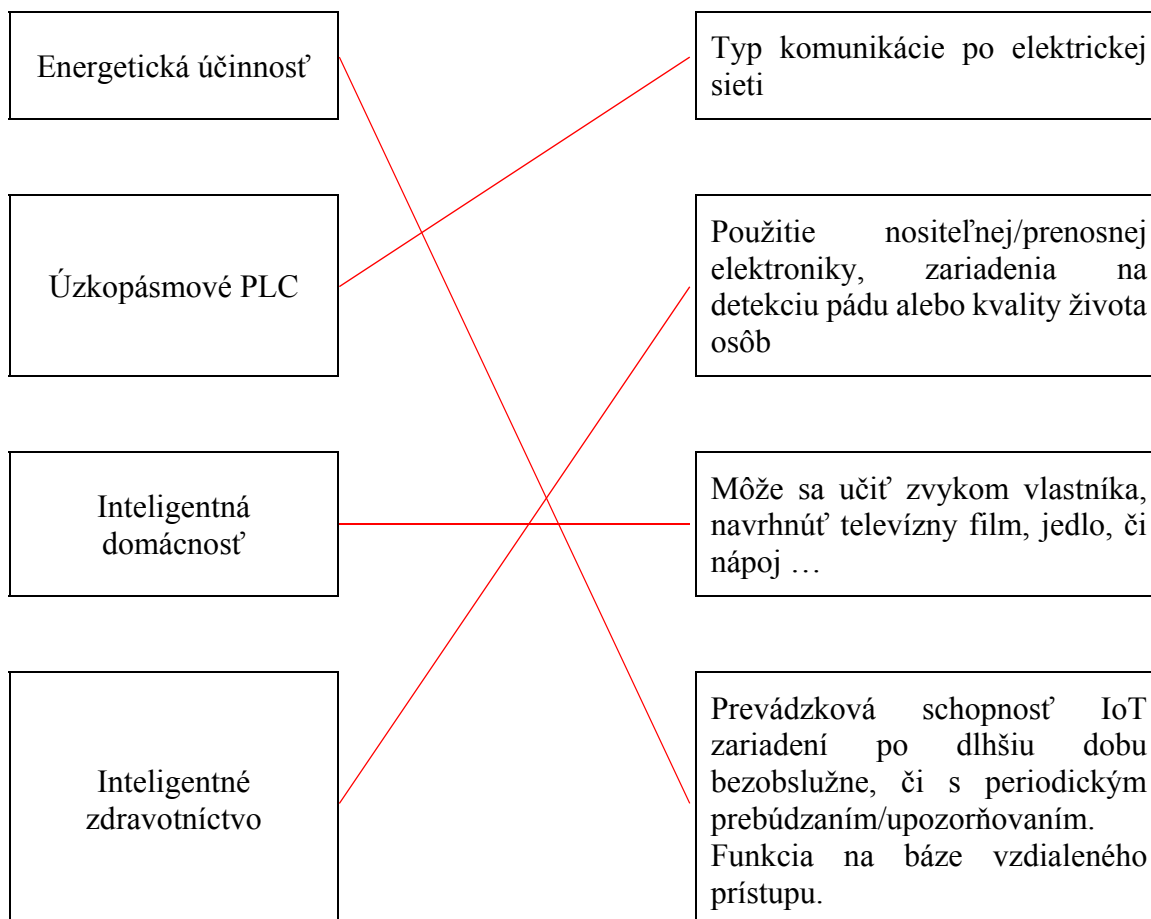 Energetická účinnosť
Typ komunikácie po elektrickej
sieti
Úzkopásmové PLC
Použitie nositeľnej/prenosnej
elektroniky, zariadenia na
detekciu pádu alebo kvality života
osôb
Inteligentná
domácnosť
Môže sa učiť zvykom vlastníka,
navrhnúť televízny film, jedlo, či
nápoj …
Inteligentné
zdravotníctvo
Prevádzková schopnosť IoT
zariadení po dlhšiu dobu
bezobslužne, či s periodickým
prebúdzaním/upozorňovaním.
Funkcia na báze vzdialeného
prístupu.